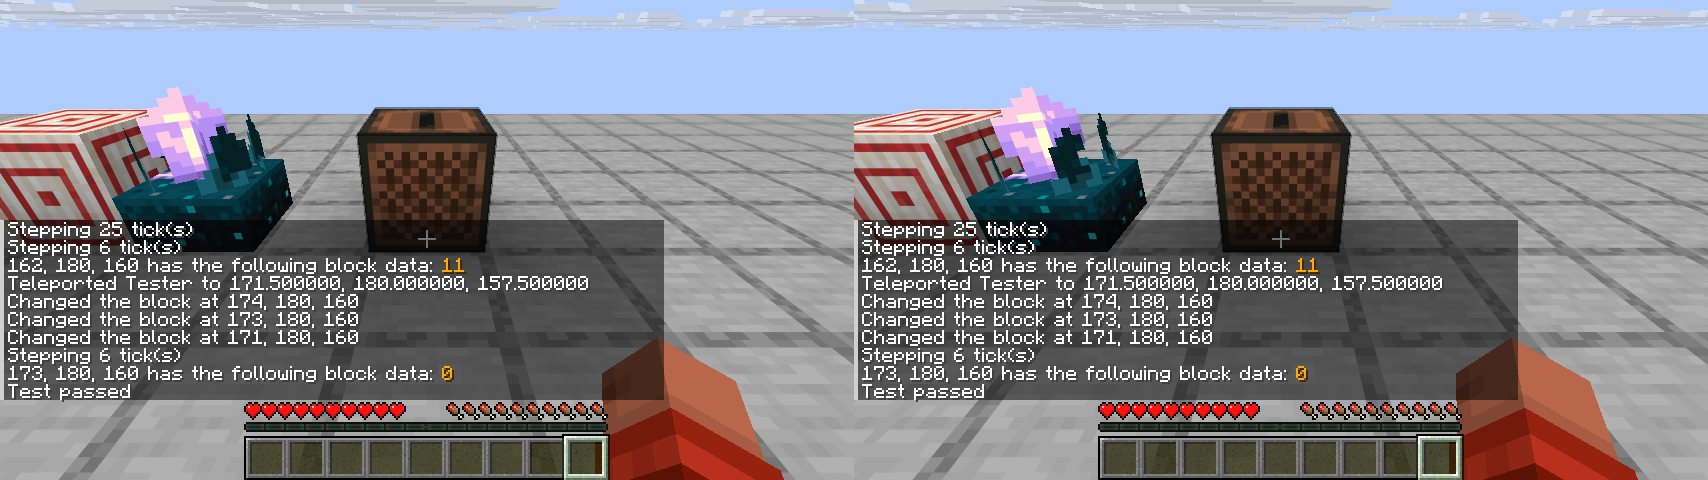 Stepping 25 tick(s)
Stepping 6 tick(s)
162, 180, 160 has the following block data: 11
Teleported Tester to 171.500000, 180.000000, 157.500000
Changed the block at 174, 180, 160
Changed the block at 173, 180, 160
Changed the block at 171, 180, 160
Stepping 6 tick(s)
173, 180, 160 has the following block data: 0
Test passed
Stepping 25 tick(s)
Stepping 6 tick(s)
162, 180, 160 has the following block data: 11
Teleported Tester to 171.500000, 180.000000, 157.500000
Changed the block at 174, 180, 160
Changed the block at 173, 180, 160
Changed the block at 171, 180, 160
Stepping 6 tick(s)
173, 180, 160 has the following block data: 0
Test passed